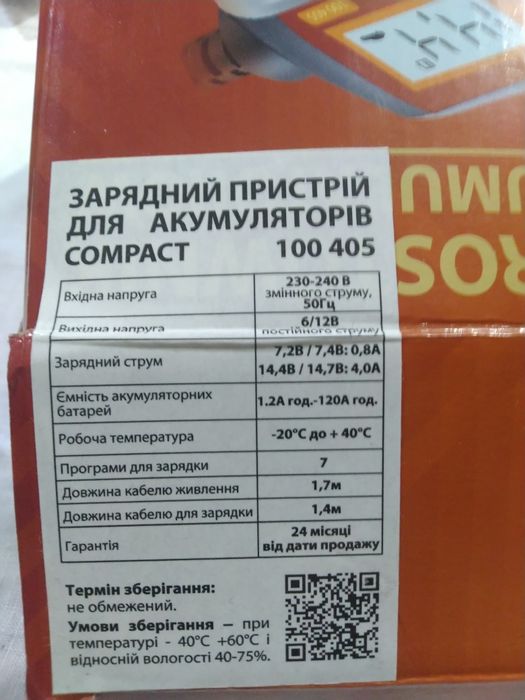 100 405
UMU
ROS
ЗАРЯДНИЙ ПРИСТРІЙ
ДЛЯ АКУМУЛЯТОРІВ
COMPACT 100 405
Вхідна напруга 230-240 В
змінного струму,
50Гц
Вихідна напруга 6/12В
постійного струму
Зарядний струм 7,2В / 7,4В: 0,8А
14,4В / 14,7В: 4,0А
Ємність акумуляторних
батарей 1.2А год.-120А год.
Робоча температура -20°С до + 40°С
Програми для зарядки 7
Довжина кабелю живлення 1,7м
Довжина кабелю для зарядки 1,4м
Гарантія 24 місяці
від дати продажу
Термін зберігання:
не обмежений.
Умови зберігання – при
температурі - 40°С +60°С і
відносній вологості 40-75%.